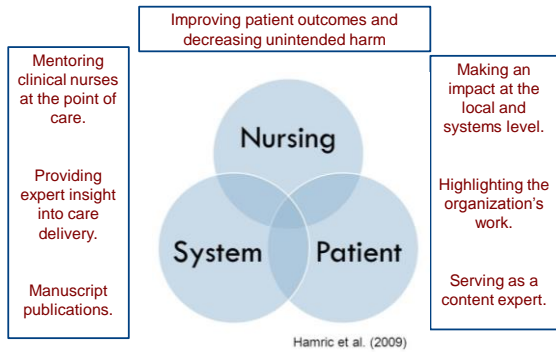 Improving patient outcomes and
decreasing unintended harm
Mentoring
clinical nurses
at the point of
care.
Providing
expert insight
into care
delivery.
Manuscript
publications.
Nursing
System
Patient
Making an
impact at the
local and
systems level.
Highlighting the
organization's
work.
Serving as a
content expert.
Hamric et al. (2009)